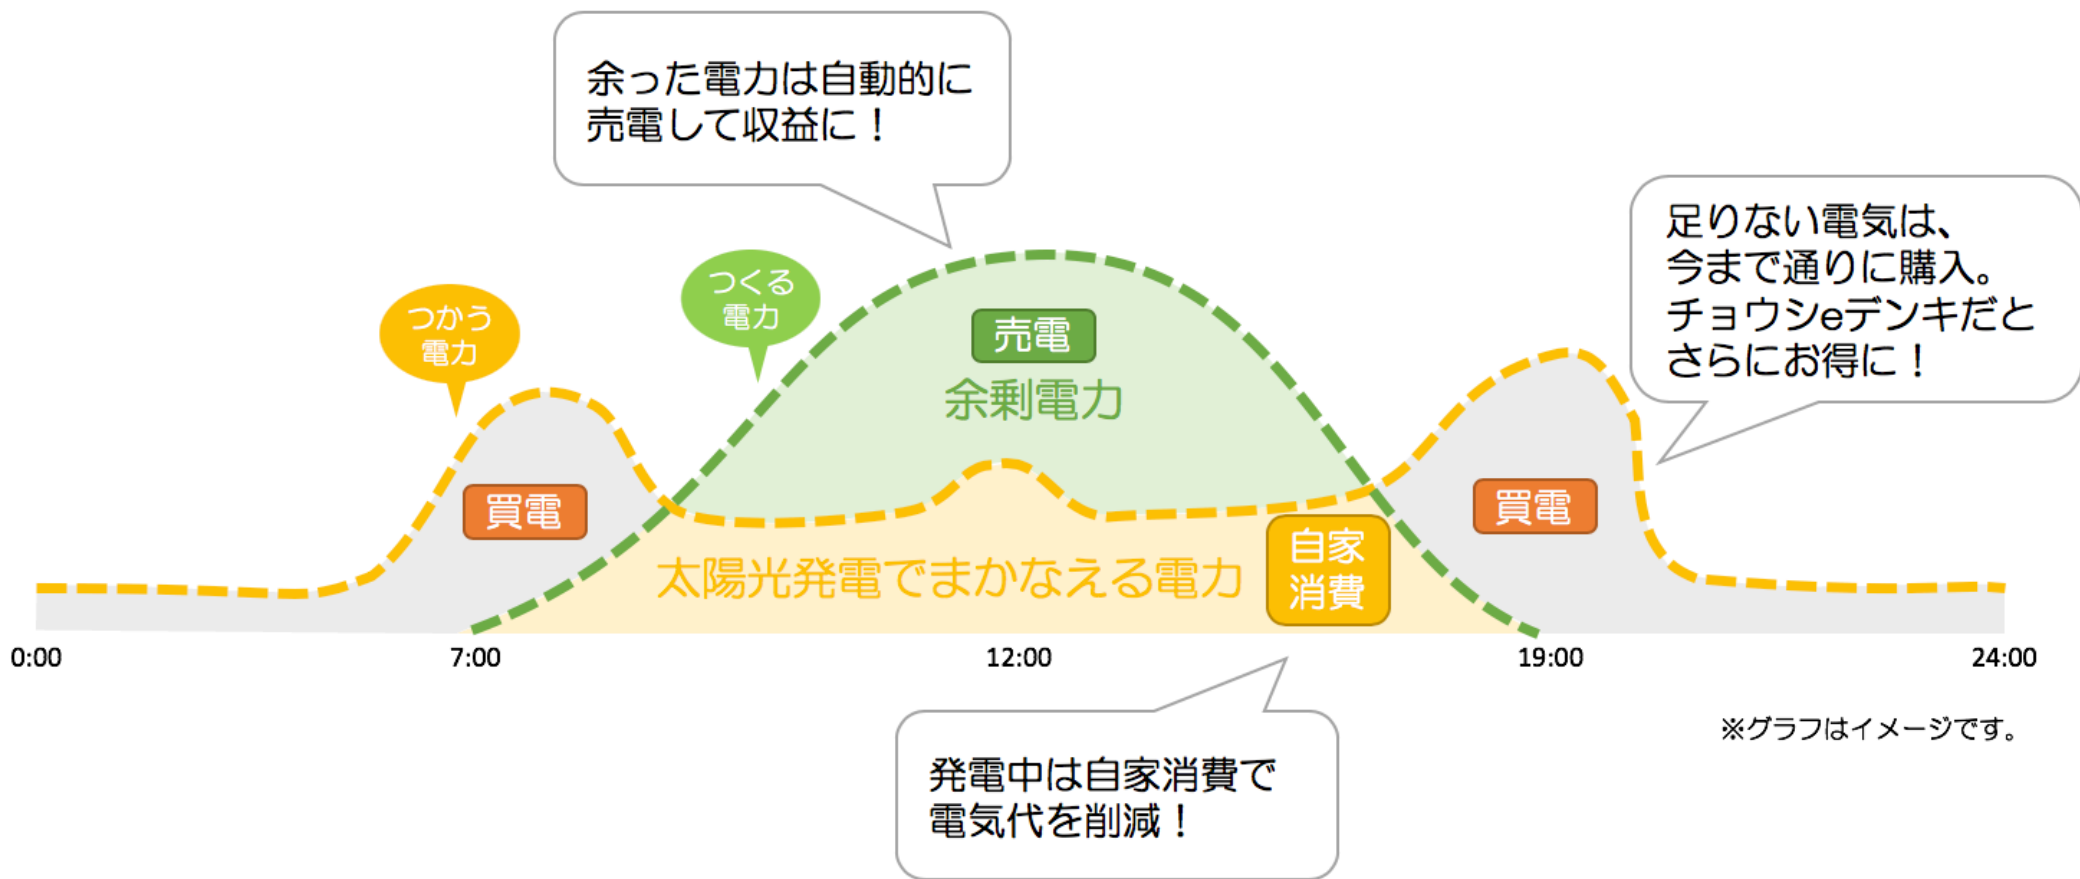 余った電力は自動的に
売電して収益に！
足りない電気は、
今まで通りに購入。
チョウシeデンキだと
さらにお得に！
つかう
電力
つくる
電力
売電
余剰電力
買電
買電
太陽光発電でまかなえる電力
自家
消費
0:00
7:00
12:00
19:00
24:00
※グラフはイメージです。
発電中は自家消費で
電気代を削減！